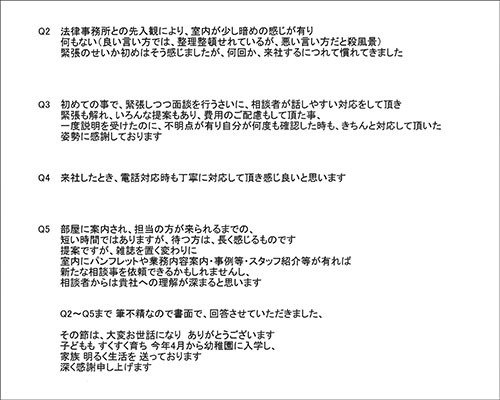 Q2　法律事務所との先入観により、室内が少し暗めの感じが有り
何もない（良い言い方では、整理整頓せれているが、悪い言い方だと殺風景）
緊張のせいか初めはそう感じましたが、何回か、来社するにつれて慣れてきました
Q3　初めての事で、緊張しつつ面談を行うさいに、相談者が話しやすい対応をして頂き
緊張も解れ、いろんな提案もあり、費用のご配慮もして頂た事、
一度説明を受けたのに、不明点が有り自分が何度も確認した時も、きちんと対応して頂いた
姿勢に感謝しております
Q4　来社したとき、電話対応時も丁寧に対応して頂き感じ良いと思います
Q5　部屋に案内され、担当の方が来られるまでの、
短い時間ではありますが、待つ方は、長く感じるものです
提案ですが、雑誌を置く変わりに
室内にパンフレットや業務内容案内・事例等・スタッフ紹介等が有れば
新たな相談事を依頼できるかもしれませんし、
相談者からは貴社への理解が深まると思います
Q2～Q5まで 筆不精なので書面で、回答させていただきました、
その節は、大変お世話になり ありがとうございます
子どもも すくすく育ち 今年4月から幼稚園に入学し、
家族 明るく生活を 送っております
深く感謝申し上げます